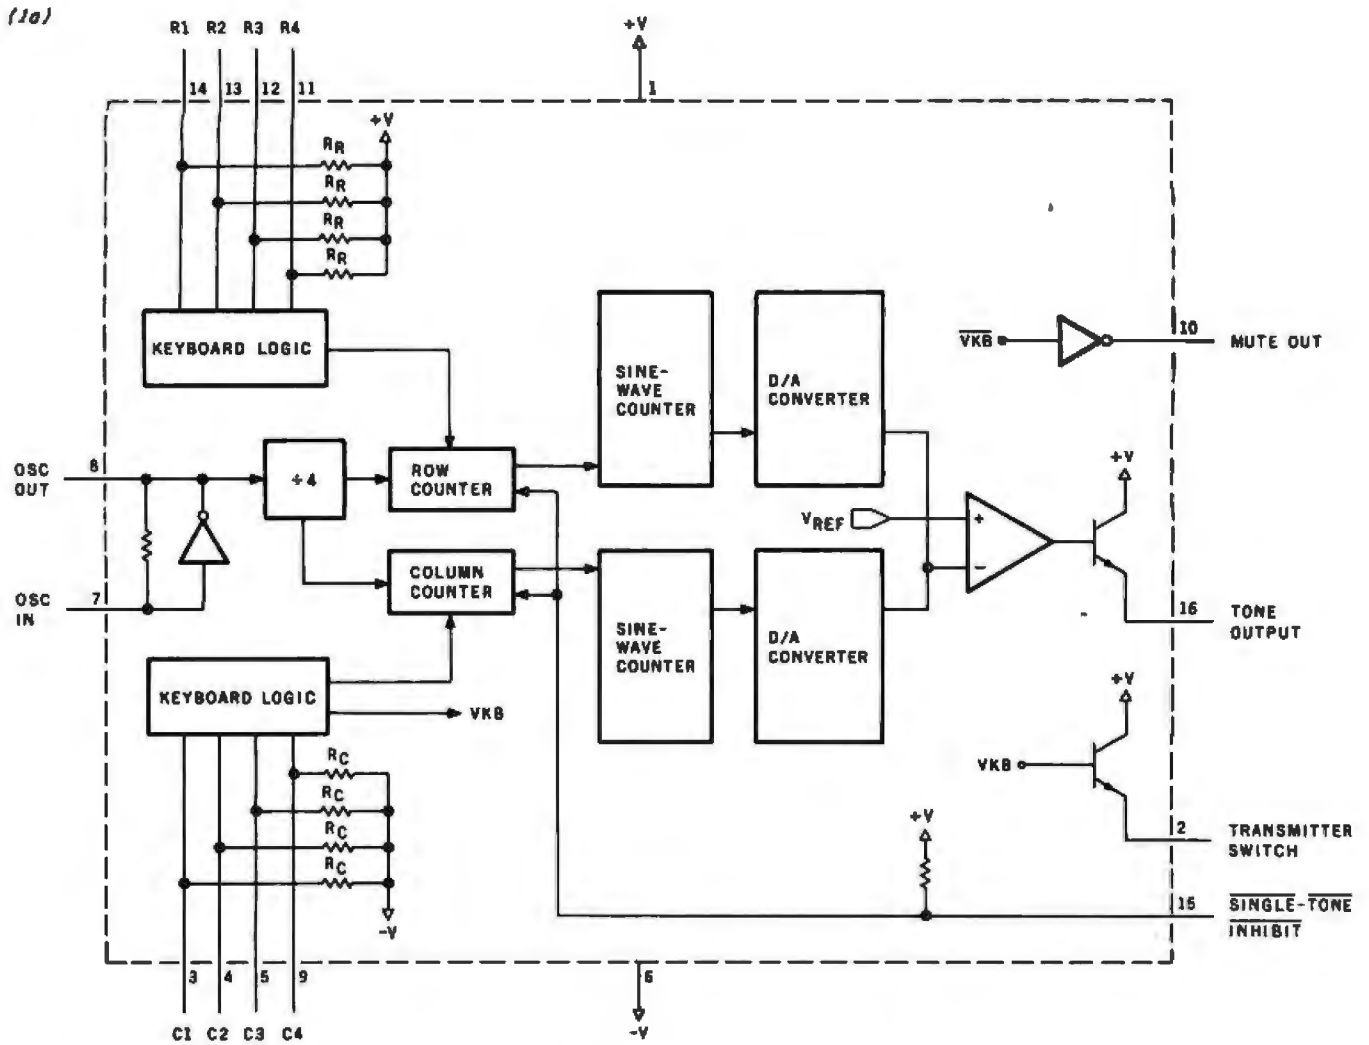 (1a)
R1 R2 R3 R4
+V
14 13 12 11
1
+V
RR
RR
RR
RR
KEYBOARD LOGIC
SINE-
WAVE
COUNTER
D/A
CONVERTER
VKB
10
MUTE OUT
OSC
OUT
8
÷4
ROW
COUNTER
+V
VREF
+
−
COLUMN
COUNTER
OSC
IN
7
SINE-
WAVE
COUNTER
D/A
CONVERTER
16
TONE
OUTPUT
KEYBOARD LOGIC
VKB
+V
VKB
RC
RC
RC
RC
-V
+V
2
TRANSMITTER
SWITCH
15
SINGLE-TONE
INHIBIT
3 4 5 9
6
C1 C2 C3 C4
-V